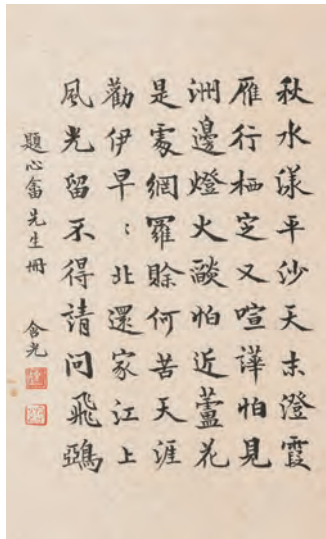 秋水漾平沙天末澄霞
雁行栖定又喧譁怕見
洲邊燈火燄怕近蘆花
是處網羅賒何苦天涯
勸伊早〻北還家江上
風光留不得請問飛鵶
題心畬先生冊 含光